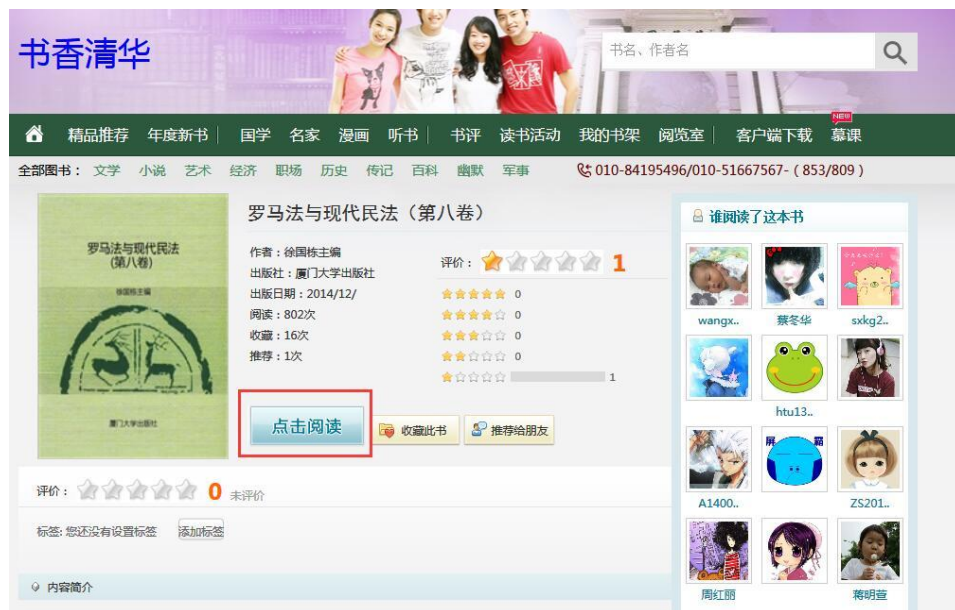 书香清华
书名、作者名
精品推荐 年度新书 国学 名家 漫画 听书 书评 读书活动 我的书架 阅览室 客户端下载 慕课 NEW
全部图书： 文学 小说 艺术 经济 职场 历史 传记 百科 幽默 军事 010-84195496/010-51667567-（853/809）
罗马法与现代民法
(第八卷)
徐国栋主编
厦门大学出版社
罗马法与现代民法（第八卷）
作者：徐国栋主编
出版社：厦门大学出版社
出版日期：2014/12/
阅读：802次
收藏：16次
推荐：1次
评价： 1
0
0
0
0
1
点击阅读 收藏此书 推荐给朋友
评价： 0 未评价
标签: 您还没有设置标签 添加标签
内容简介
谁阅读了这本书
wangx.. 蔡冬华 sxkg2..
htu13..
屏 霸
A1400.. ZS201..
周红丽 蒋明萱